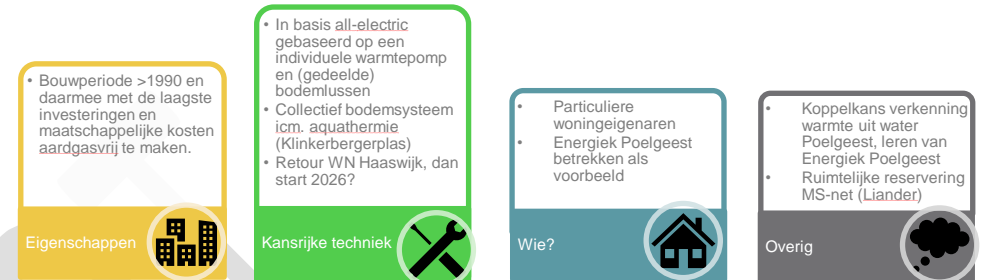 • Bouwperiode >1990 en
daarmee met de laagste
investeringen en
maatschappelijke kosten
aardgasvrij te maken.
Eigenschappen
• In basis all-electric
gebaseerd op een
individuele warmtepomp
en (gedeelde)
bodemlussen
• Collectief bodemsysteem
icm. aquathermie
(Klinkerbergerplas)
• Retour WN Haaswijk, dan
start 2026?
Kansrijke techniek
• Particuliere
woningeigenaren
• Energiek Poelgeest
betrekken als
voorbeeld
Wie?
• Koppelkans verkenning
warmte uit water
Poelgeest, leren van
Energiek Poelgeest
• Ruimtelijke reservering
MS-net (Liander)
Overig